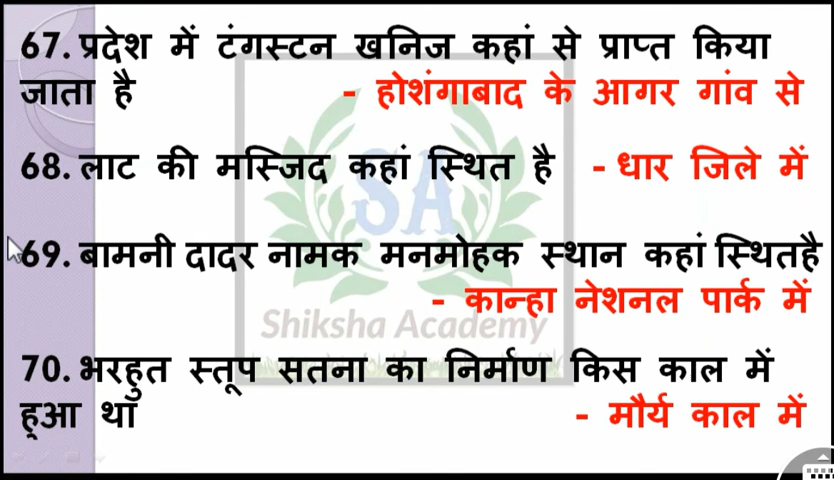 67. प्रदेश में टंगस्टन खनिज कहां से प्राप्त किया
जाता है - होशंगाबाद के आगर गांव से
68. लाट की मस्जिद कहां स्थित है - धार जिले में
69. बामनी दादर नामक मनमोहक स्थान कहां स्थितहै
- कान्हा नेशनल पार्क में
SA
Shiksha Academy
70. भरहुत स्तूप सतना का निर्माण किस काल में
हुआ था - मौर्य काल में